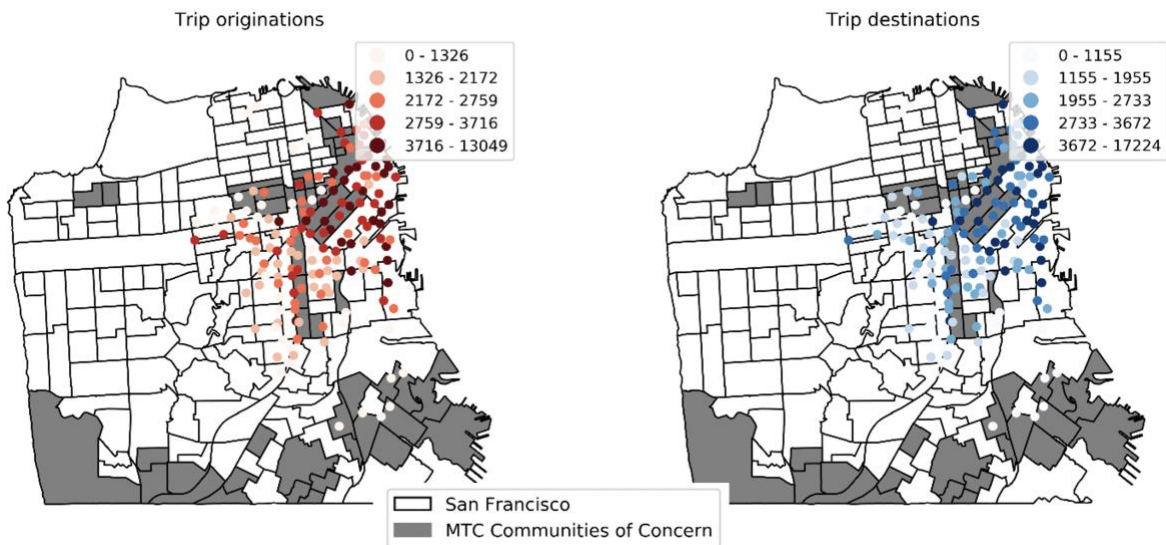 Trip originations
0 - 1326
1326 - 2172
2172 - 2759
2759 - 3716
3716 - 13049
Trip destinations
0 - 1155
1155 - 1955
1955 - 2733
2733 - 3672
3672 - 17224
San Francisco
MTC Communities of Concern